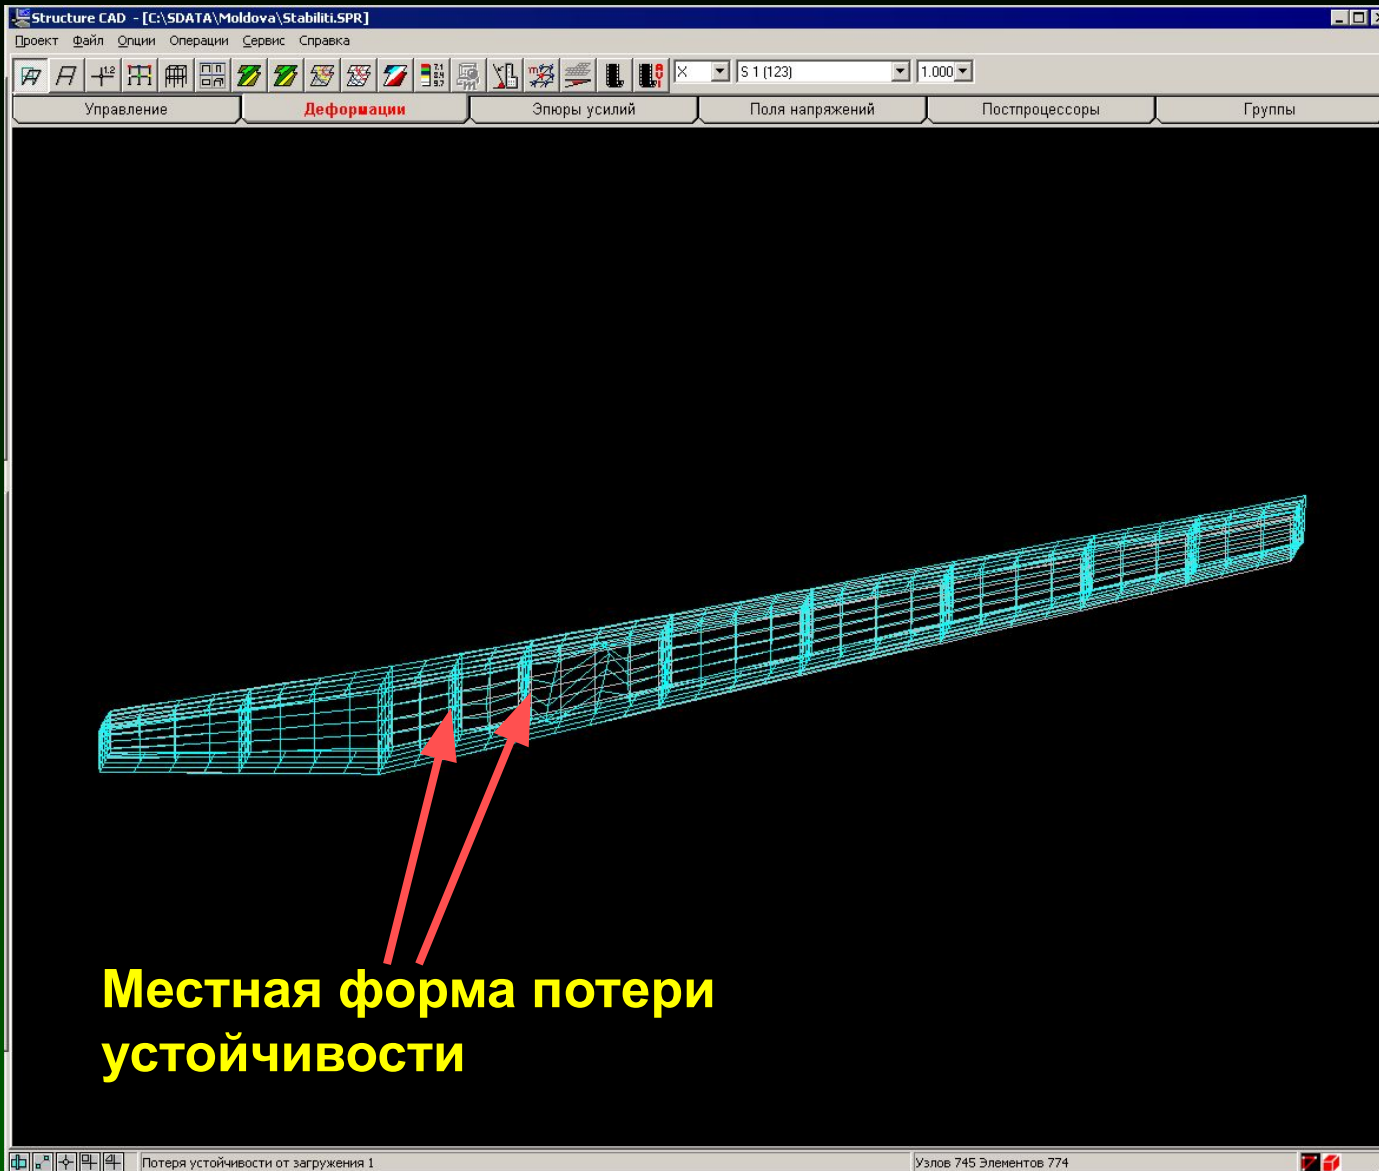 Structure CAD - [C:\SDATA\Moldova\Stabiliti.SPR]
Проект Файл Опции Операции Сервис Справка
X S 1 (123) 1.000
Управление Деформации Эпюры усилий Поля напряжений Постпроцессоры Группы
Местная форма потери
устойчивости
Потеря устойчивости от загружения 1 Узлов 745 Элементов 774